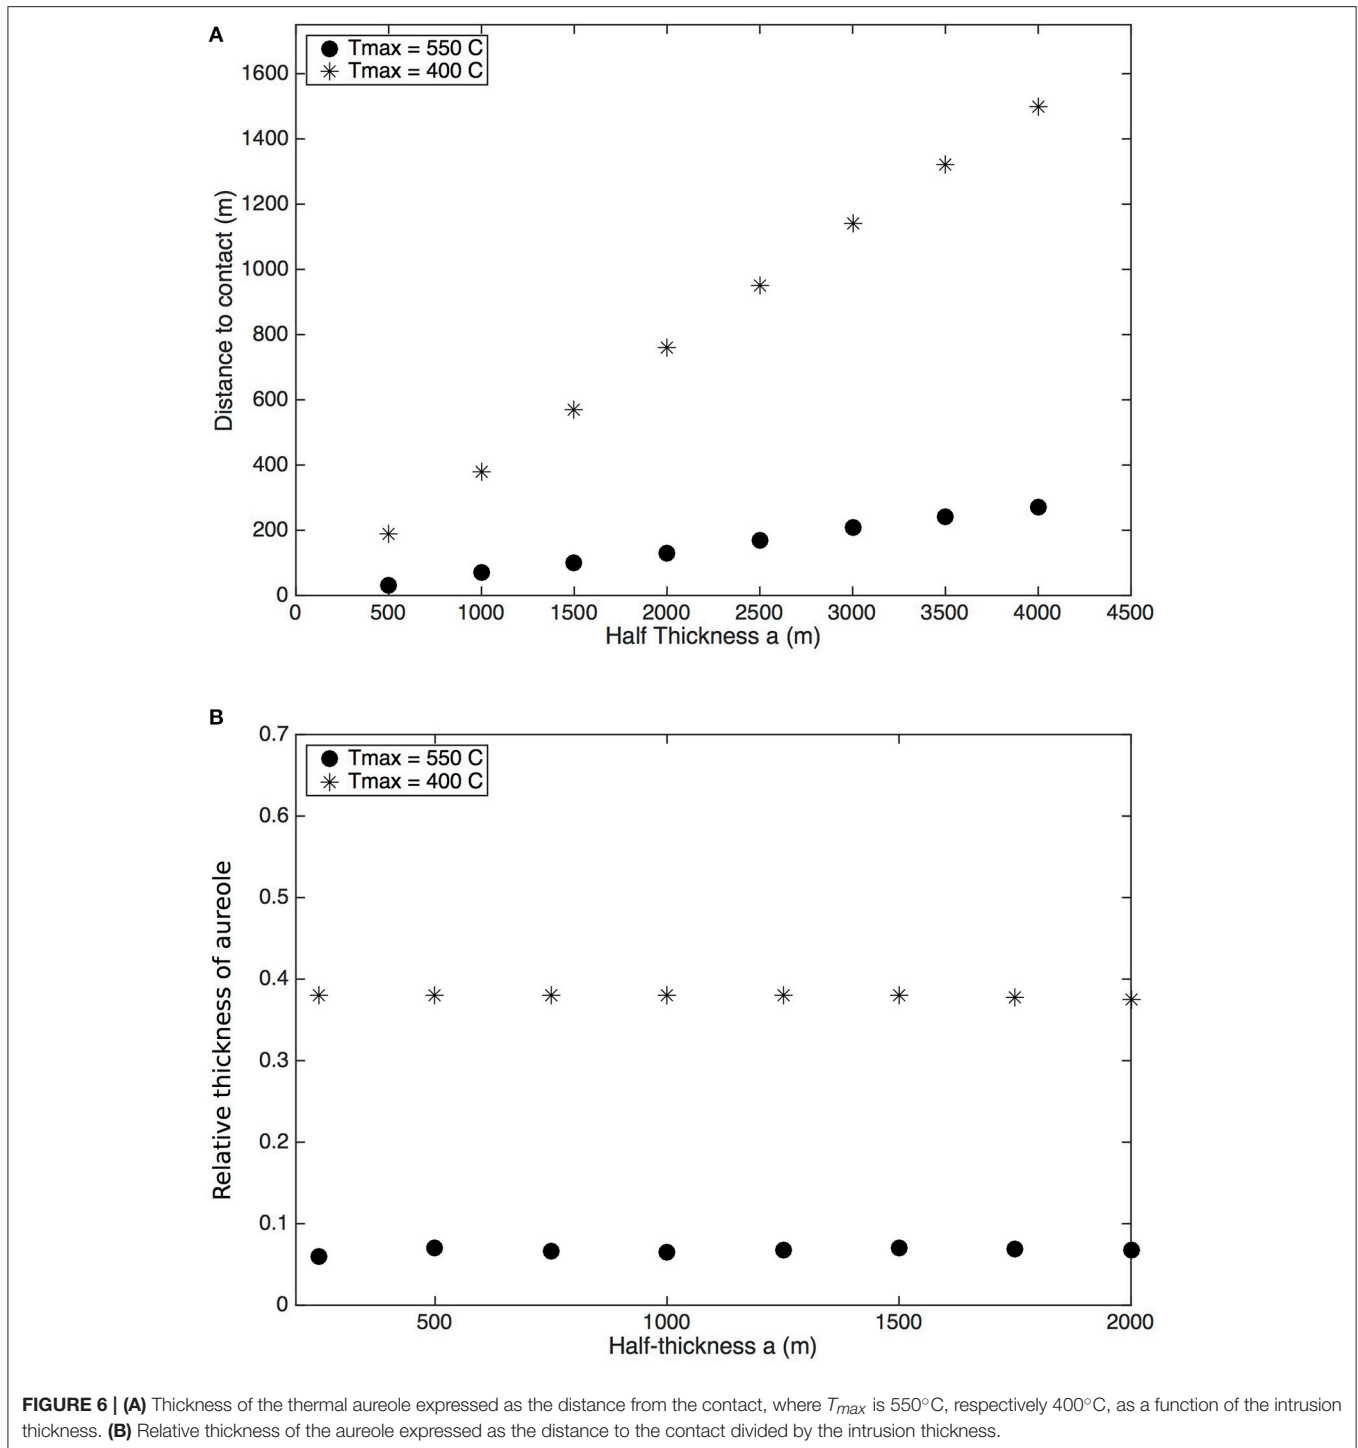 A
Tmax = 550 C
Tmax = 400 C
1600
1400
1200
1000
800
600
400
200
0
Distance to contact (m)
0 500 1000 1500 2000 2500 3000 3500 4000 4500
Half Thickness a (m)
B
Tmax = 550 C
Tmax = 400 C
0.7
0.6
0.5
0.4
0.3
0.2
0.1
0
Relative thickness of aureole
500 1000 1500 2000
Half-thickness a (m)
FIGURE 6 | (A) Thickness of the thermal aureole expressed as the distance from the contact, where Tmax is 550°C, respectively 400°C, as a function of the intrusion
thickness. (B) Relative thickness of the aureole expressed as the distance to the contact divided by the intrusion thickness.